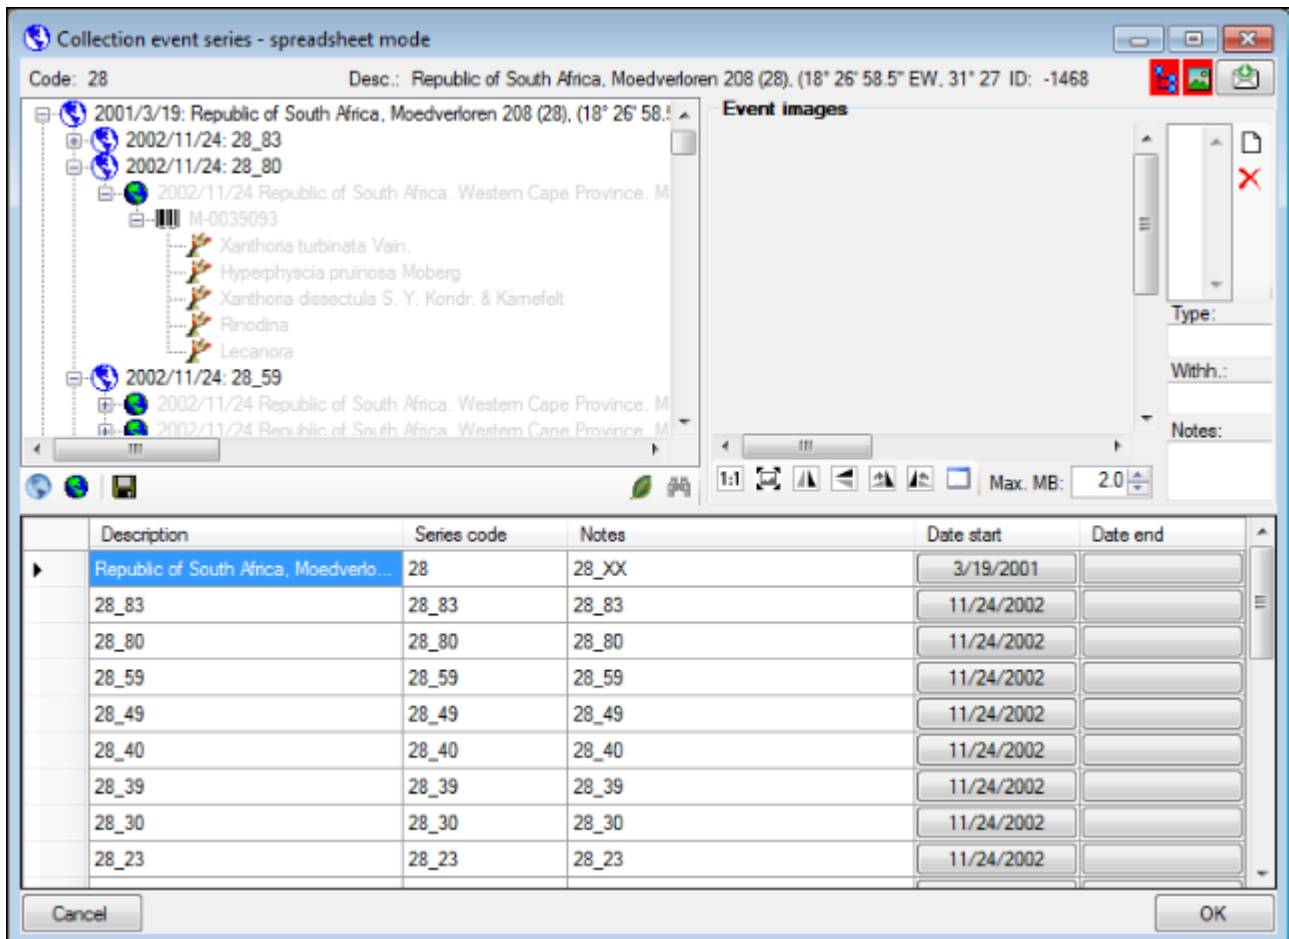 Collection event series - spreadsheet mode
Code: 28 Desc.: Republic of South Africa, Moedverloren 208 (28), (18° 26' 58.5" EW, 31° 27 ID: -1468
2001/3/19: Republic of South Africa, Moedverloren 208 (28), (18° 26' 58.
2002/11/24: 28_83
2002/11/24: 28_80
2002/11/24 Republic of South Africa. Western Cape Province. M
M-0039093
Xanthoria turbinata Vain.
Hyperphyscia pruinosa Moberg
Xanthoria dissectula S. Y. Kondr. & Kärnefelt
Rinodina
Lecanora
2002/11/24: 28_59
2002/11/24 Republic of South Africa. Western Cape Province. M
2002/11/24 Republic of South Africa. Western Cape Province. M
Event images
Type:
Withh.:
Notes:
1:1 Max. MB: 2.0
Description Series code Notes Date start Date end
Republic of South Africa, Moedverlo... 28 28_XX 3/19/2001
28_83 28_83 28_83 11/24/2002
28_80 28_80 28_80 11/24/2002
28_59 28_59 28_59 11/24/2002
28_49 28_49 28_49 11/24/2002
28_40 28_40 28_40 11/24/2002
28_39 28_39 28_39 11/24/2002
28_30 28_30 28_30 11/24/2002
28_23 28_23 28_23 11/24/2002
Cancel OK